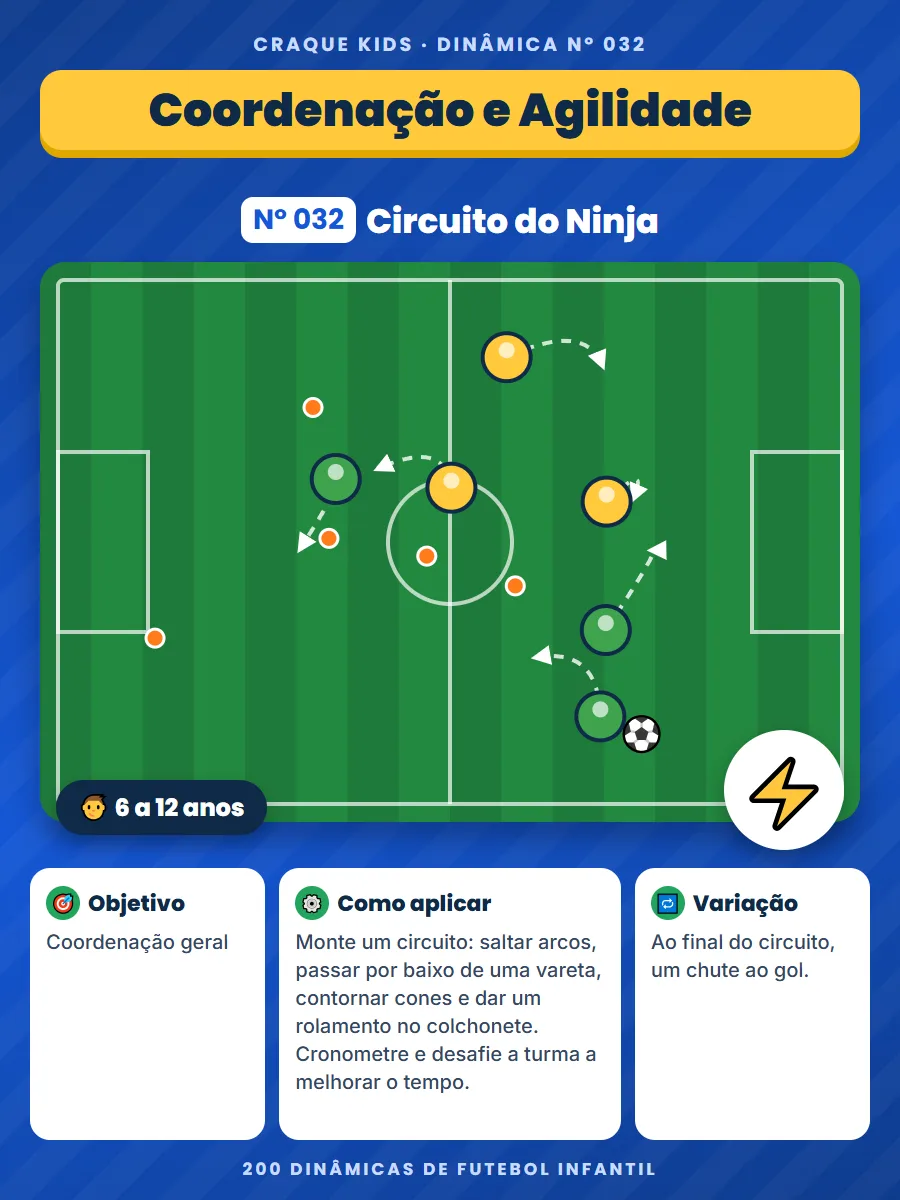 CRAQUE KIDS · DINÂMICA Nº 032
Coordenação e Agilidade
Nº 032 Circuito do Ninja
6 a 12 anos
Objetivo
Coordenação geral
Como aplicar
Monte um circuito: saltar arcos,
passar por baixo de uma vareta,
contornar cones e dar um
rolamento no colchonete.
Cronometre e desafie a turma a
melhorar o tempo.
Variação
Ao final do circuito,
um chute ao gol.
200 DINÂMICAS DE FUTEBOL INFANTIL